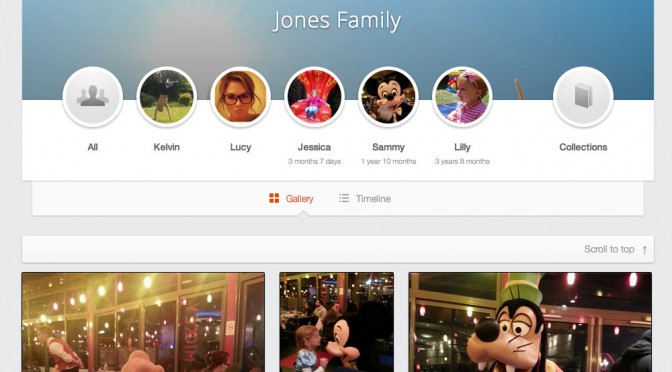 Jones Family
All
Kelvin
Lucy
Jessica
Sammy
Lilly
Collections
3 months 7 days
1 year 10 months
3 years 8 months
Gallery
Timeline
Scroll to top ↑